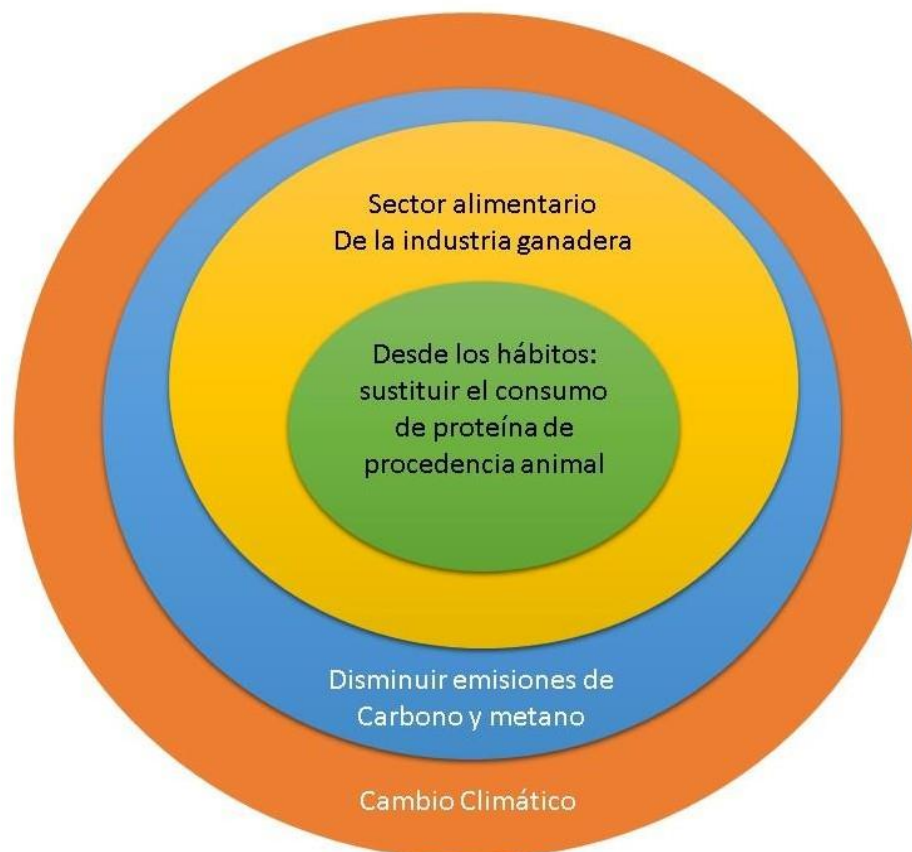 Sector alimentario
De la industria ganadera
Desde los hábitos:
sustituir el consumo
de proteína de
procedencia animal
Disminuir emisiones de
Carbono y metano
Cambio Climático